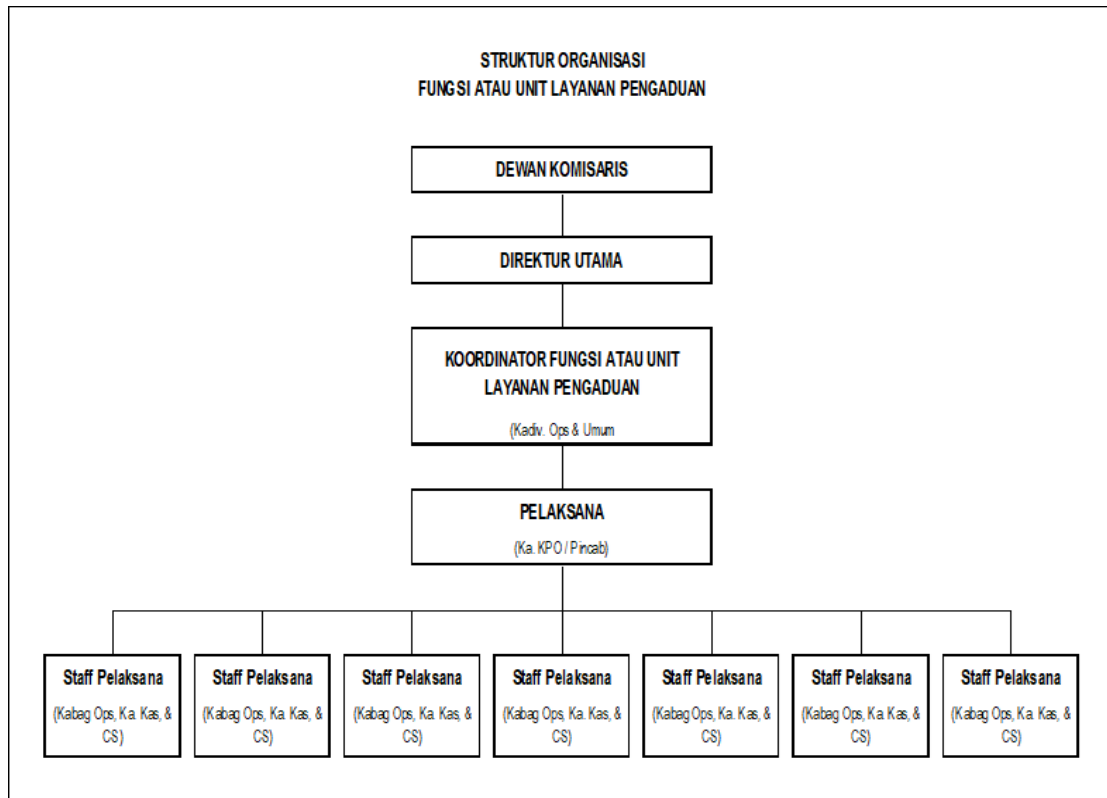 STRUKTUR ORGANISASI
FUNGSI ATAU UNIT LAYANAN PENGADUAN
DEWAN KOMISARIS
DIREKTUR UTAMA
KOORDINATOR FUNGSI ATAU UNIT
LAYANAN PENGADUAN
(Kadiv. Ops & Umum
PELAKSANA
(Ka. KPO / Pincab)
Staff Pelaksana
(Kabag Ops, Ka. Kas, &
CS)
Staff Pelaksana
(Kabag Ops, Ka. Kas, &
CS)
Staff Pelaksana
(Kabag Ops, Ka. Kas, &
CS)
Staff Pelaksana
(Kabag Ops, Ka. Kas, &
CS)
Staff Pelaksana
(Kabag Ops, Ka. Kas, &
CS)
Staff Pelaksana
(Kabag Ops, Ka. Kas, &
CS)
Staff Pelaksana
(Kabag Ops, Ka. Kas, &
CS)